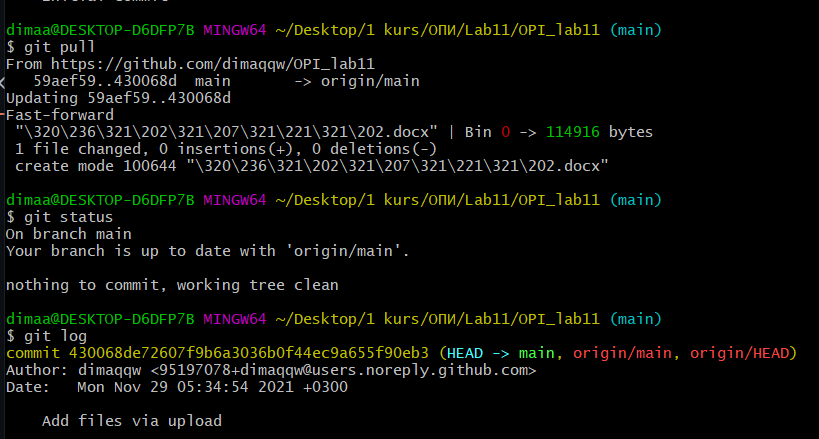 dimaa@DESKTOP-D6DFP7B MINGW64 ~/Desktop/1 kurs/ОПИ/Lab11/OPI_lab11 (main)
$ git pull
From https://github.com/dimaqqw/OPI_lab11
   59aef59..430068d  main       -> origin/main
Updating 59aef59..430068d
Fast-forward
 "\320\236\321\202\321\207\321\221\321\202.docx" | Bin 0 -> 114916 bytes
 1 file changed, 0 insertions(+), 0 deletions(-)
 create mode 100644 "\320\236\321\202\321\207\321\221\321\202.docx"
dimaa@DESKTOP-D6DFP7B MINGW64 ~/Desktop/1 kurs/ОПИ/Lab11/OPI_lab11 (main)
$ git status
On branch main
Your branch is up to date with 'origin/main'.
nothing to commit, working tree clean
dimaa@DESKTOP-D6DFP7B MINGW64 ~/Desktop/1 kurs/ОПИ/Lab11/OPI_lab11 (main)
$ git log
commit 430068de72607f9b6a3036b0f44ec9a655f90eb3 (HEAD -> main, origin/main, origin/HEAD)
Author: dimaqqw <95197078+dimaqqw@users.noreply.github.com>
Date:   Mon Nov 29 05:34:54 2021 +0300
    Add files via upload